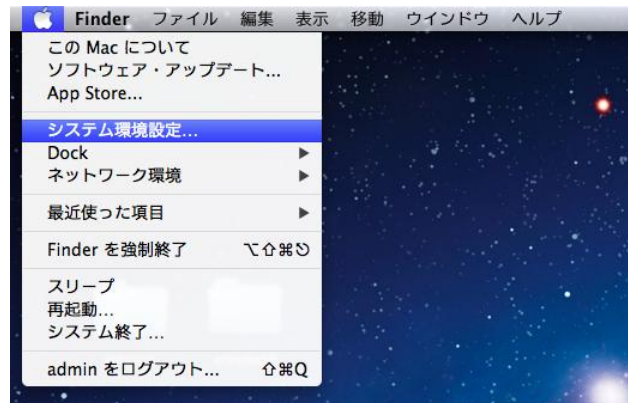 Finder ファイル 編集 表示 移動 ウインドウ ヘルプ
この Mac について
ソフトウェア・アップデート...
App Store...
システム環境設定...
Dock ▶
ネットワーク環境 ▶
最近使った項目 ▶
Finder を強制終了 ⌥⇧⌘⎋
スリープ
再起動...
システム終了...
admin をログアウト... ⇧⌘Q